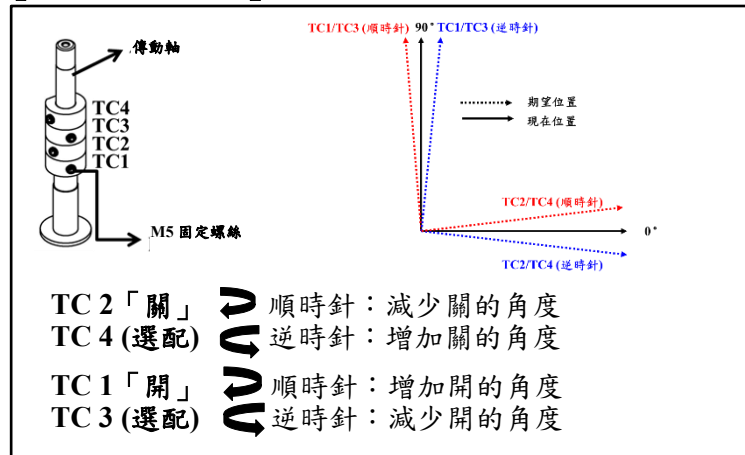 傳動軸
TC4
TC3
TC2
TC1
M5 固定螺絲
TC1/TC3 (順時針) 90° TC1/TC3 (逆時針)
期望位置
現在位置
TC2/TC4 (順時針)
0°
TC2/TC4 (逆時針)
TC 2「關」 順時針：減少關的角度
TC 4 (選配) 逆時針：增加關的角度
TC 1「開」 順時針：增加開的角度
TC 3 (選配) 逆時針：減少開的角度